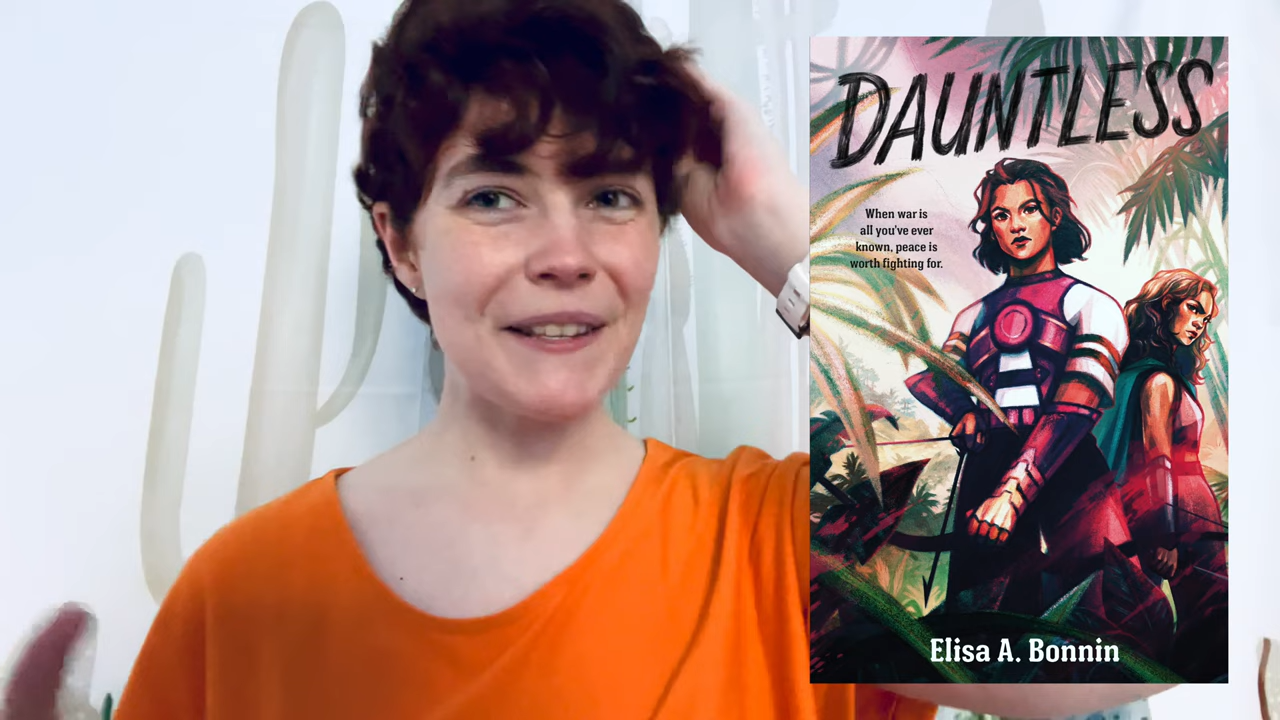 DAUNTLESS
When war is
all you've ever
known, peace is
worth fighting for.
Elisa A. Bonnin